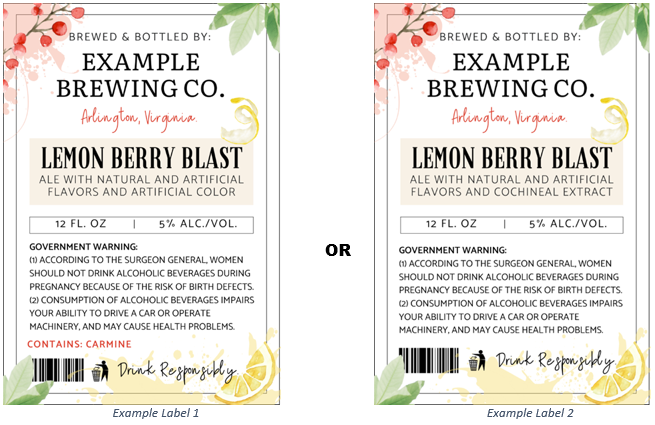 BREWED & BOTTLED BY:
EXAMPLE
BREWING CO.
Arlington, Virginia
LEMON BERRY BLAST
ALE WITH NATURAL AND ARTIFICIAL
FLAVORS AND ARTIFICIAL COLOR
12 FL. OZ | 5% ALC./VOL.
GOVERNMENT WARNING:
(1) ACCORDING TO THE SURGEON GENERAL, WOMEN
SHOULD NOT DRINK ALCOHOLIC BEVERAGES DURING
PREGNANCY BECAUSE OF THE RISK OF BIRTH DEFECTS.
(2) CONSUMPTION OF ALCOHOLIC BEVERAGES IMPAIRS
YOUR ABILITY TO DRIVE A CAR OR OPERATE
MACHINERY, AND MAY CAUSE HEALTH PROBLEMS.
CONTAINS: CARMINE
Drink Responsibly
Example Label 1
OR
BREWED & BOTTLED BY:
EXAMPLE
BREWING CO.
Arlington, Virginia
LEMON BERRY BLAST
ALE WITH NATURAL AND ARTIFICIAL
FLAVORS AND COCHINEAL EXTRACT
12 FL. OZ | 5% ALC./VOL.
GOVERNMENT WARNING:
(1) ACCORDING TO THE SURGEON GENERAL, WOMEN
SHOULD NOT DRINK ALCOHOLIC BEVERAGES DURING
PREGNANCY BECAUSE OF THE RISK OF BIRTH DEFECTS.
(2) CONSUMPTION OF ALCOHOLIC BEVERAGES IMPAIRS
YOUR ABILITY TO DRIVE A CAR OR OPERATE
MACHINERY, AND MAY CAUSE HEALTH PROBLEMS.
Drink Responsibly
Example Label 2